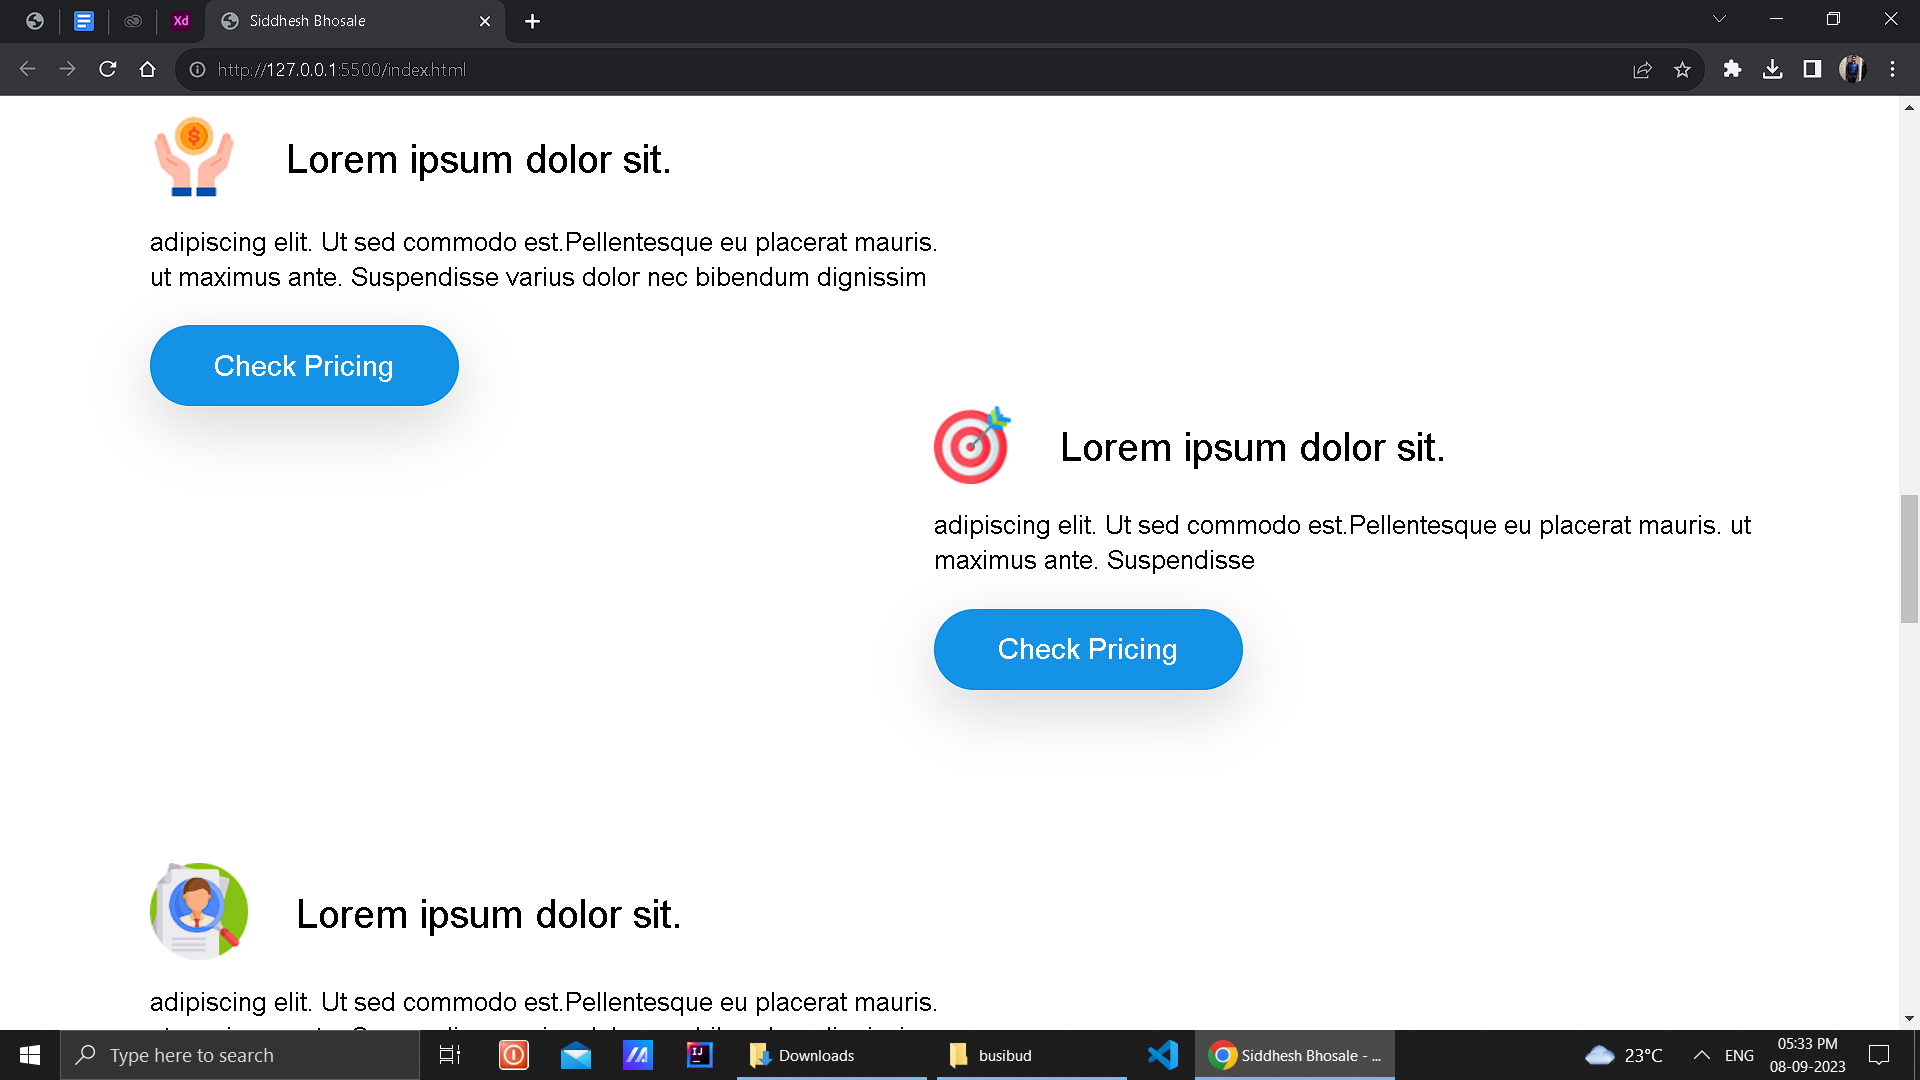 Xd
Siddhesh Bhosale
http://127.0.0.1:5500/index.html
$
Lorem ipsum dolor sit.
adipiscing elit. Ut sed commodo est.Pellentesque eu placerat mauris.
ut maximus ante. Suspendisse varius dolor nec bibendum dignissim
Check Pricing
Lorem ipsum dolor sit.
adipiscing elit. Ut sed commodo est.Pellentesque eu placerat mauris. ut
maximus ante. Suspendisse
Check Pricing
Lorem ipsum dolor sit.
adipiscing elit. Ut sed commodo est.Pellentesque eu placerat mauris.
Type here to search
IJ
Downloads
busibud
Siddhesh Bhosale - ...
23°C
ENG
05:33 PM
08-09-2023